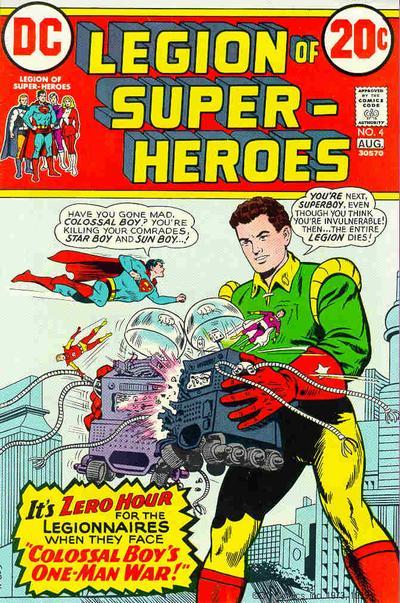 DC
LEGION OF
SUPER-
HEROES
20¢
LEGION OF
SUPER-HEROES
APPROVED
BY THE
COMICS
CODE
AUTHORITY
NO. 4
AUG.
30570
HAVE YOU GONE MAD,
COLOSSAL BOY? YOU'RE
KILLING YOUR COMRADES,
STAR BOY AND SUN BOY...!
YOU'RE NEXT,
SUPERBOY, EVEN
THOUGH YOU THINK
YOU'RE INVULNERABLE!
THEN...THE ENTIRE
LEGION DIES!
It's ZERO HOUR
FOR THE
LEGIONNAIRES
WHEN THEY FACE
"COLOSSAL BOY'S
ONE-MAN WAR!"